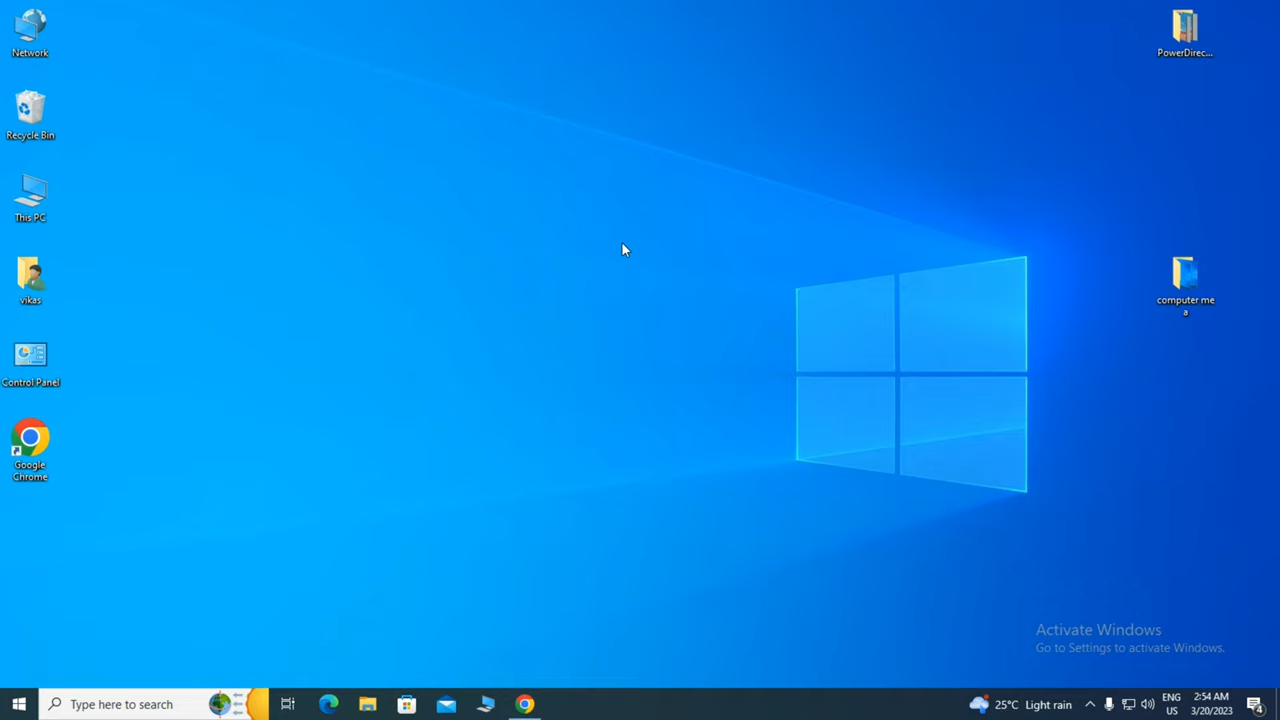 Network
Recycle Bin
This PC
vikas
Control Panel
Google
Chrome
PowerDirec...
computer me
a
Activate Windows
Go to Settings to activate Windows.
Type here to search
25°C Light rain
ENG
US
2:54 AM
3/20/2023
4